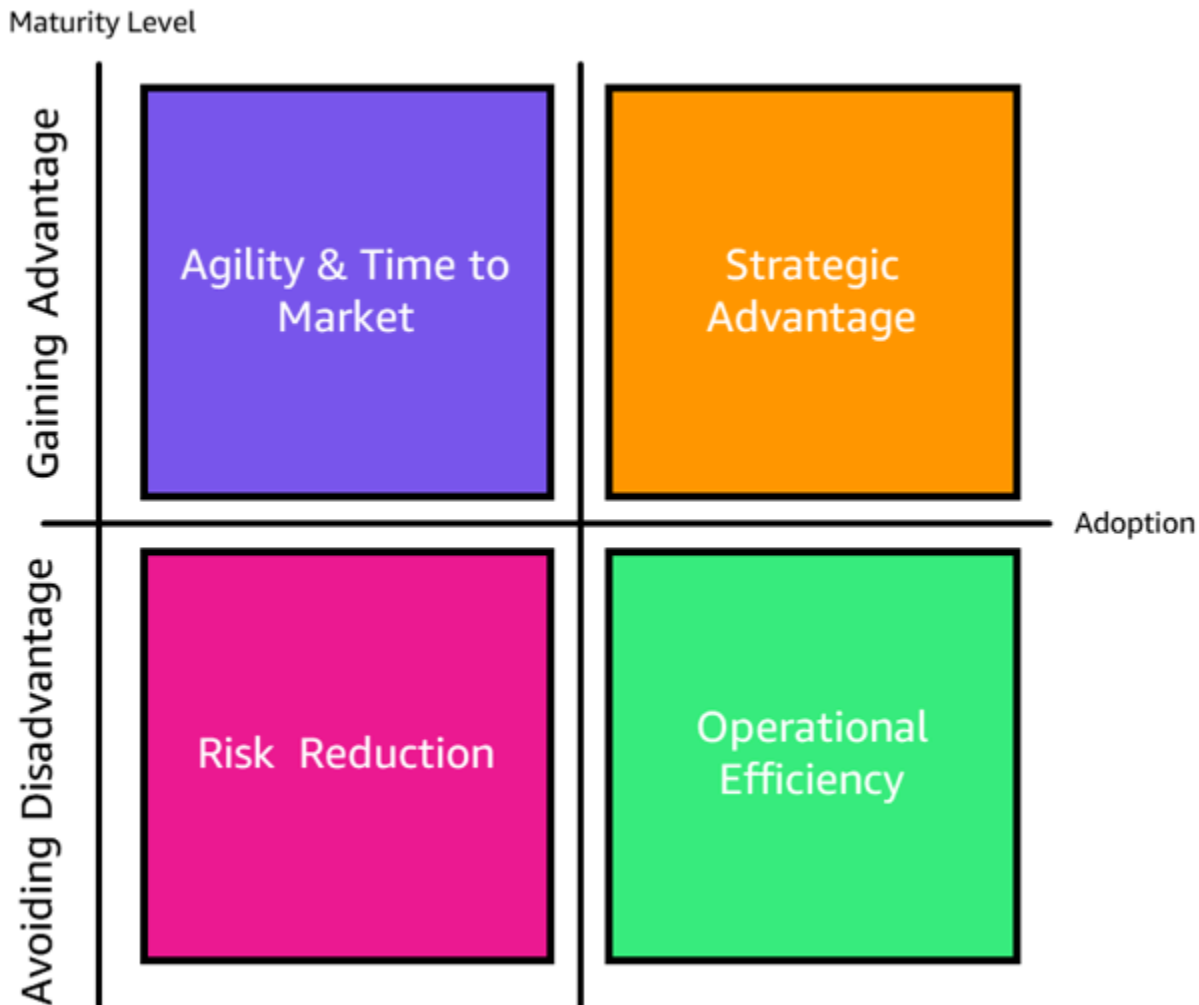 Maturity Level
Gaining Advantage
Agility & Time to
Market
Strategic
Advantage
Adoption
Avoiding Disadvantage
Risk  Reduction
Operational
Efficiency